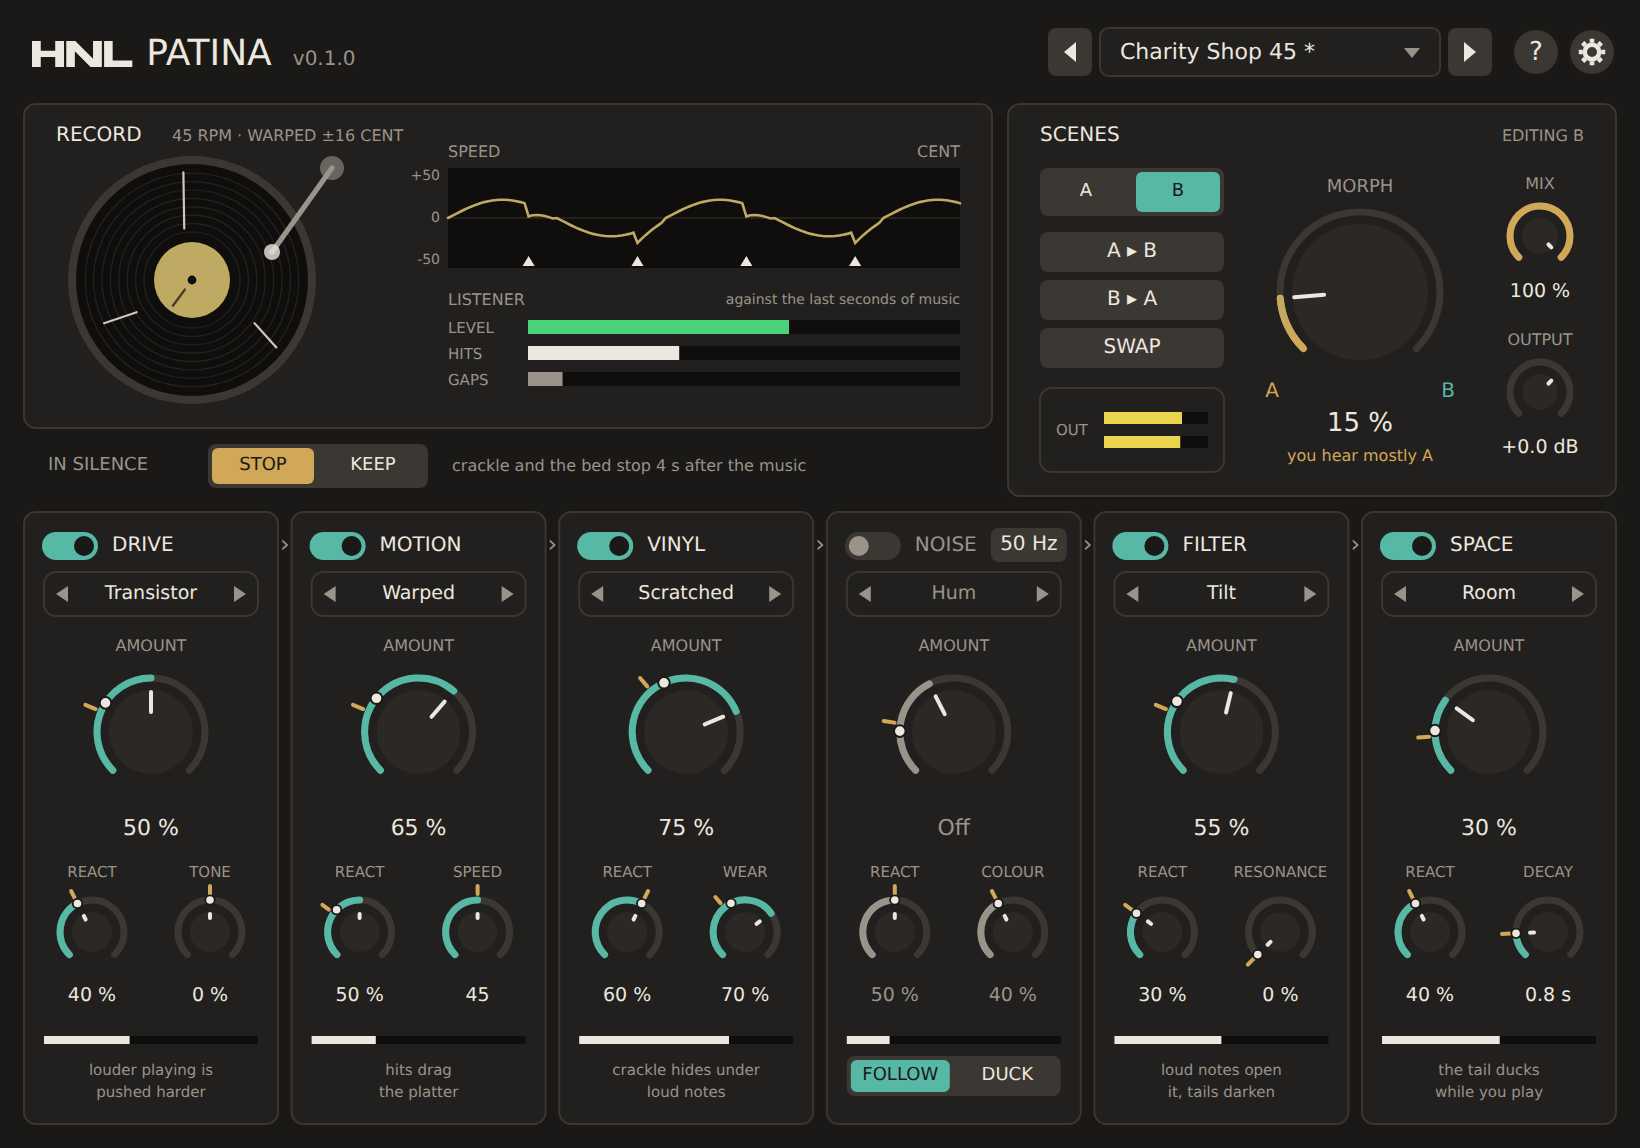 HNL PATINA v0.1.0
Charity Shop 45 *
?
RECORD 45 RPM · WARPED ±16 CENT
SPEED CENT
+50
0
-50
LISTENER against the last seconds of music
LEVEL
HITS
GAPS
IN SILENCE STOP KEEP crackle and the bed stop 4 s after the music
SCENES EDITING B
A B
A ▸ B
B ▸ A
SWAP
OUT
MORPH
A B
15 %
you hear mostly A
MIX
100 %
OUTPUT
+0.0 dB
DRIVE
Transistor
AMOUNT
50 %
REACT TONE
40 % 0 %
louder playing is
pushed harder
›
MOTION
Warped
AMOUNT
65 %
REACT SPEED
50 % 45
hits drag
the platter
›
VINYL
Scratched
AMOUNT
75 %
REACT WEAR
60 % 70 %
crackle hides under
loud notes
›
NOISE 50 Hz
Hum
AMOUNT
Off
REACT COLOUR
50 % 40 %
FOLLOW DUCK
›
FILTER
Tilt
AMOUNT
55 %
REACT RESONANCE
30 % 0 %
loud notes open
it, tails darken
›
SPACE
Room
AMOUNT
30 %
REACT DECAY
40 % 0.8 s
the tail ducks
while you play